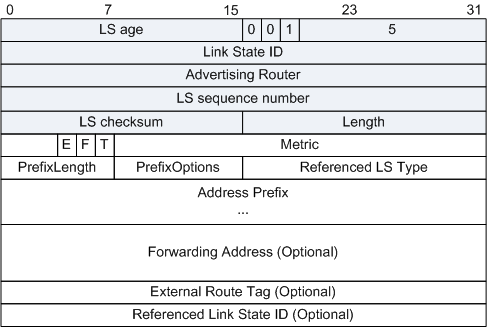 0 7 15 23 31
LS age 0 0 1 5
Link State ID
Advertising Router
LS sequence number
LS checksum Length
E F T Metric
PrefixLength PrefixOptions Referenced LS Type
Address Prefix
...
Forwarding Address (Optional)
External Route Tag (Optional)
Referenced Link State ID (Optional)